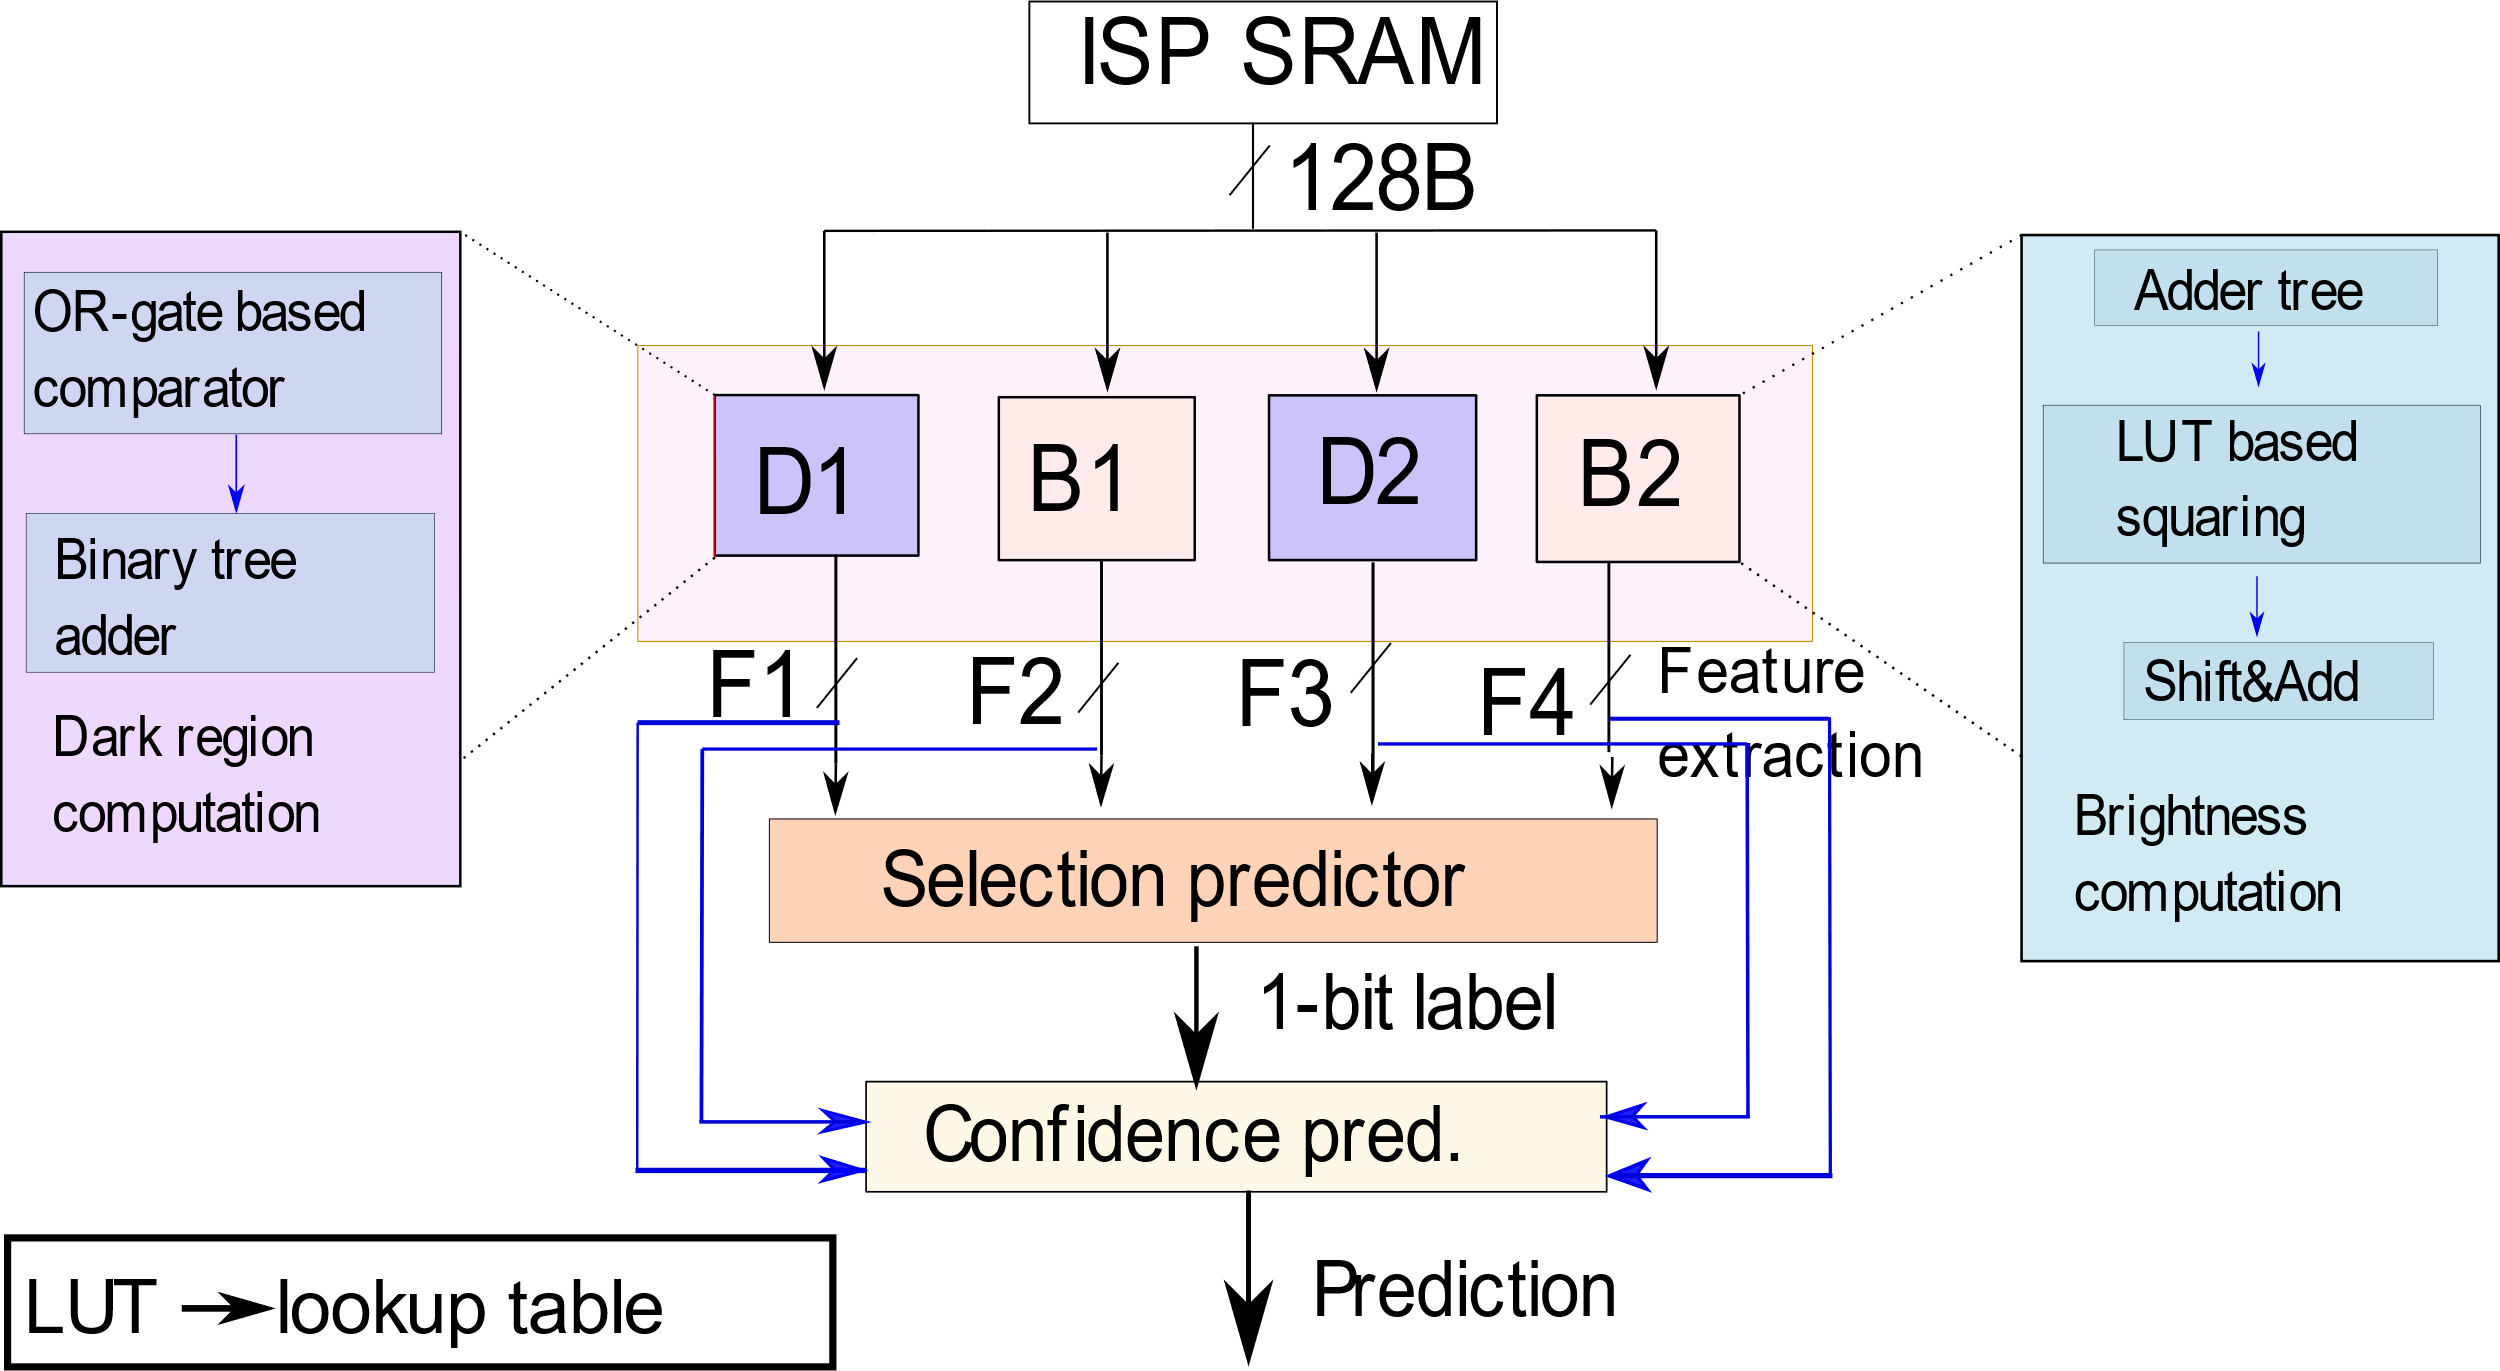 ISP SRAM
128B
OR-gate based
comparator
Binary tree
adder
Dark region
computation
D1
B1
D2
B2
F1
F2
F3
F4
Feature
extraction
Adder tree
LUT based
squaring
Shift&Add
Brightness
computation
Selection predictor
1-bit label
Confidence pred.
Prediction
LUT lookup table